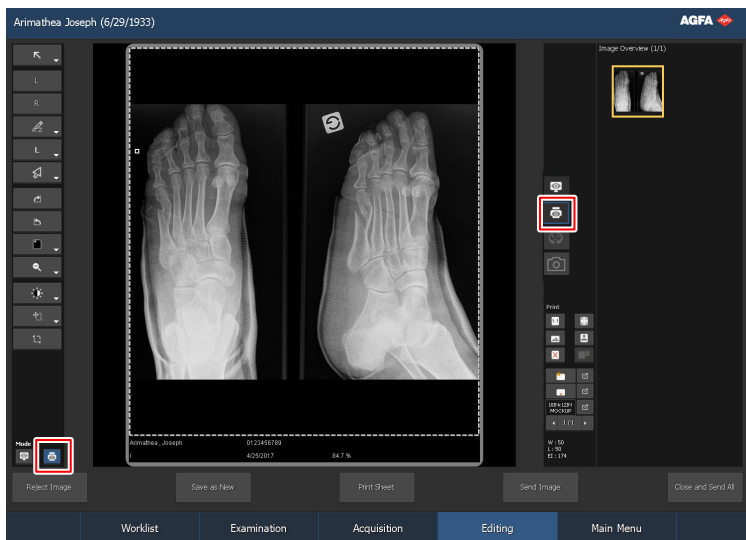 Arimathea Joseph (6/29/1933)
AGFA
Image Overview (1/1)
L
R
L
Print
MOCKUP
1/1
W : 50
L : 50
EI : 174
Mode
Arimathea , Joseph 0123456789
/ 4/25/2017 84.7 %
Reject Image Save as New Print Sheet Send Image Close and Send All
Worklist Examination Acquisition Editing Main Menu